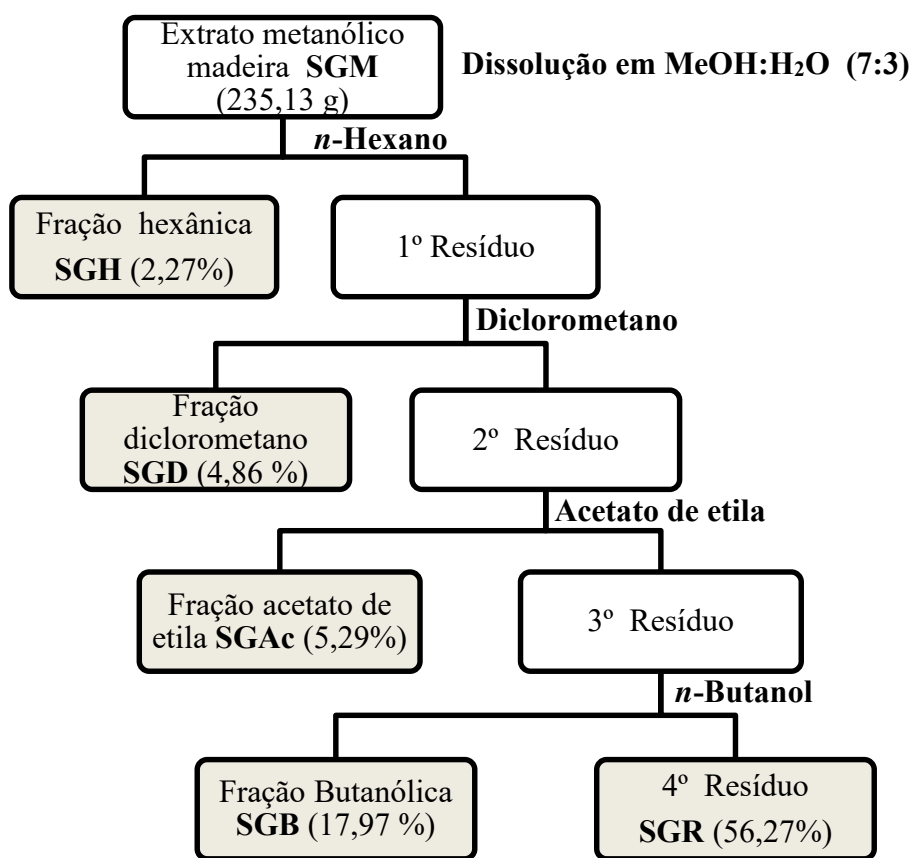 Extrato metanólico
madeira SGM
(235,13 g)
Dissolução em MeOH:H₂O (7:3)
n-Hexano
Fração hexânica
SGH (2,27%)
1º Resíduo
Diclorometano
Fração
diclorometano
SGD (4,86 %)
2º Resíduo
Acetato de etila
Fração acetato de
etila SGAc (5,29%)
3º Resíduo
n-Butanol
Fração Butanólica
SGB (17,97 %)
4º Resíduo
SGR (56,27%)